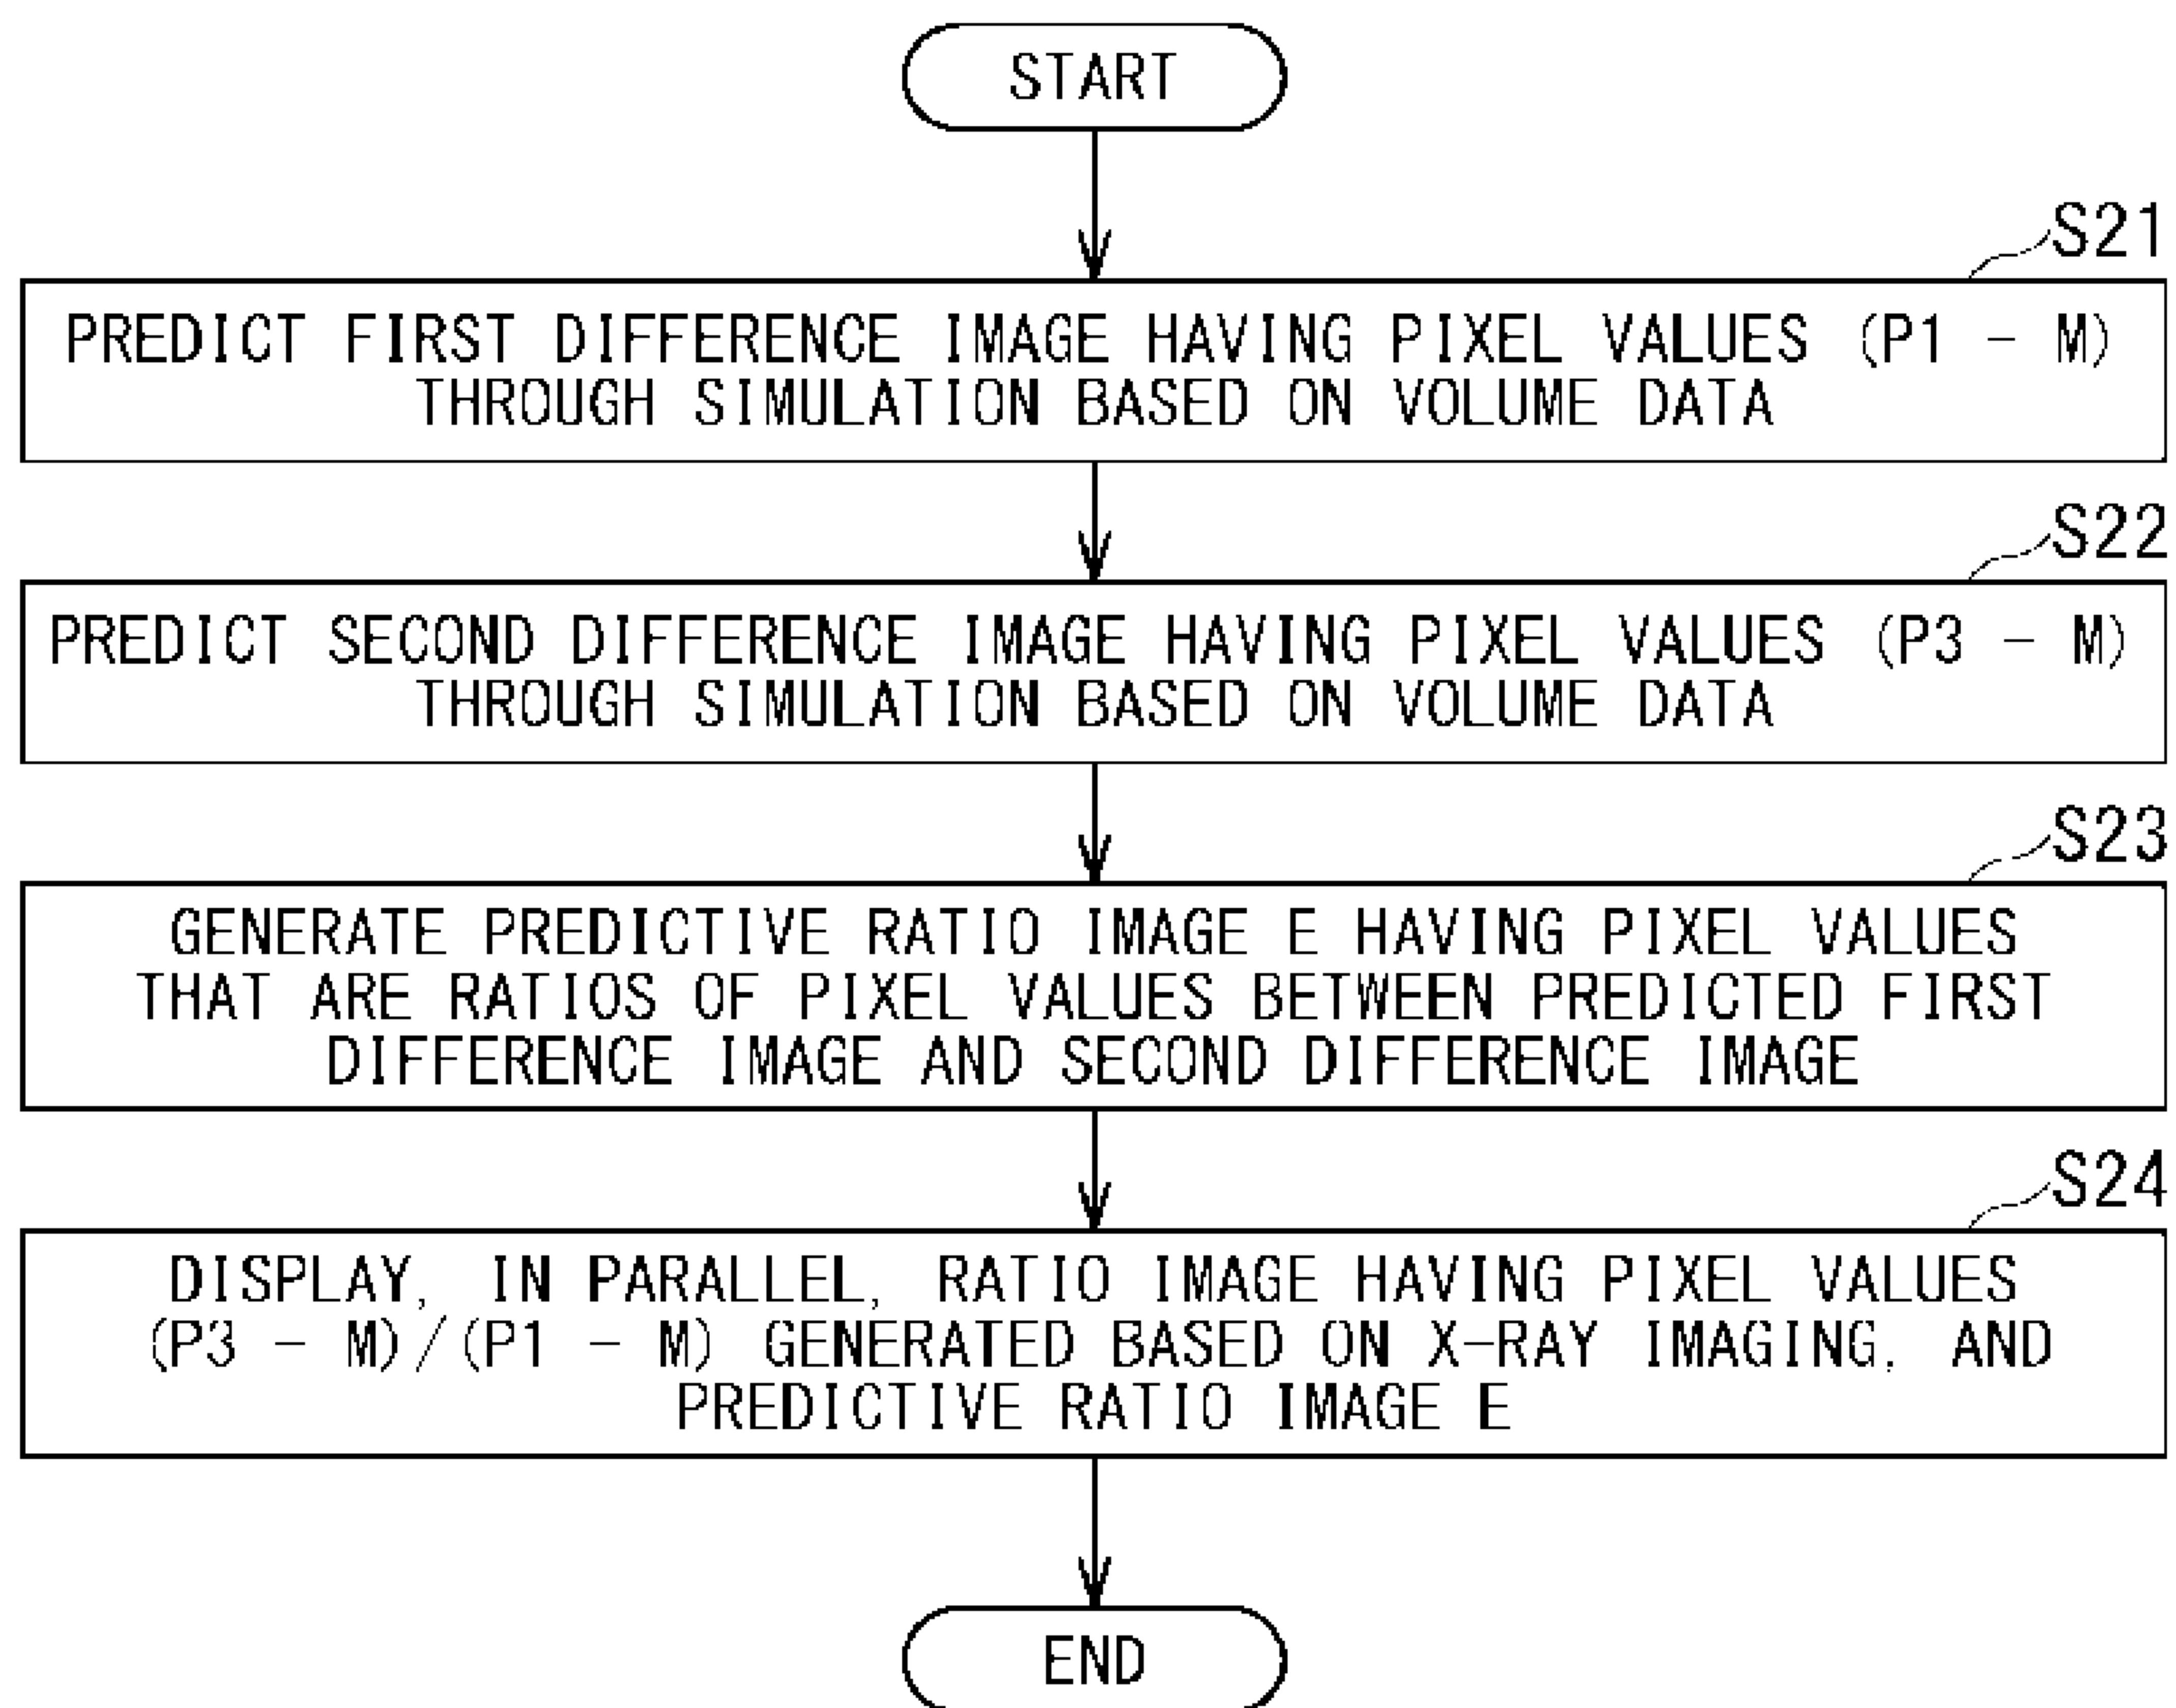 START
S21
PREDICT FIRST DIFFERENCE IMAGE HAVING PIXEL VALUES (P1 - M)
THROUGH SIMULATION BASED ON VOLUME DATA
S22
PREDICT SECOND DIFFERENCE IMAGE HAVING PIXEL VALUES (P3 - M)
THROUGH SIMULATION BASED ON VOLUME DATA
S23
GENERATE PREDICTIVE RATIO IMAGE E HAVING PIXEL VALUES
THAT ARE RATIOS OF PIXEL VALUES BETWEEN PREDICTED FIRST
DIFFERENCE IMAGE AND SECOND DIFFERENCE IMAGE
S24
DISPLAY, IN PARALLEL, RATIO IMAGE HAVING PIXEL VALUES
(P3 - M)/(P1 - M) GENERATED BASED ON X-RAY IMAGING, AND
PREDICTIVE RATIO IMAGE E
END